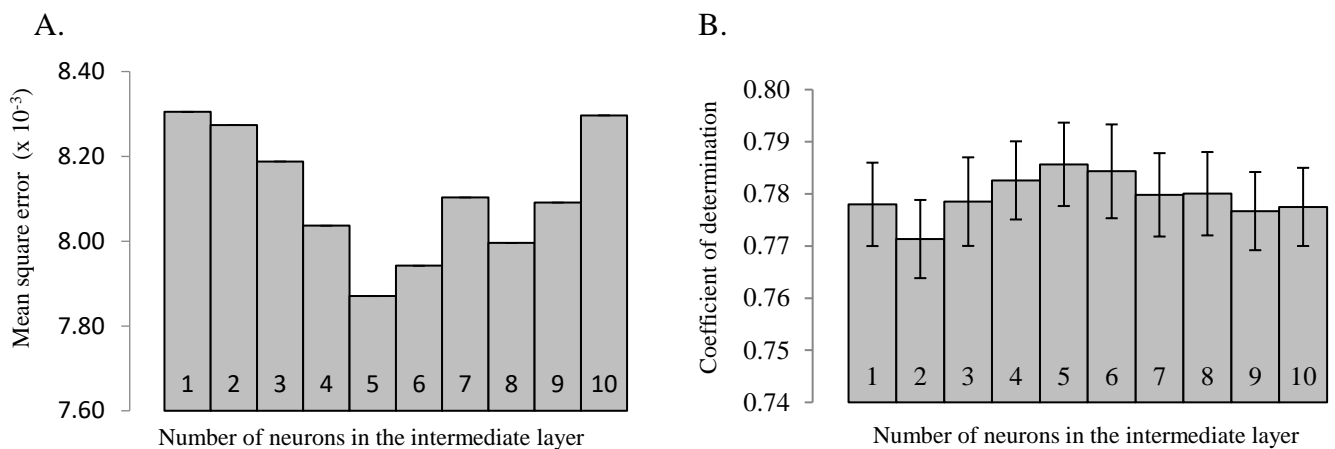 A.
Mean square error (x 10⁻³)
8.40
8.20
8.00
7.80
7.60
1 2 3 4 5 6 7 8 9 10
Number of neurons in the intermediate layer
B.
Coefficient of determination
0.80
0.79
0.78
0.77
0.76
0.75
0.74
1 2 3 4 5 6 7 8 9 10
Number of neurons in the intermediate layer